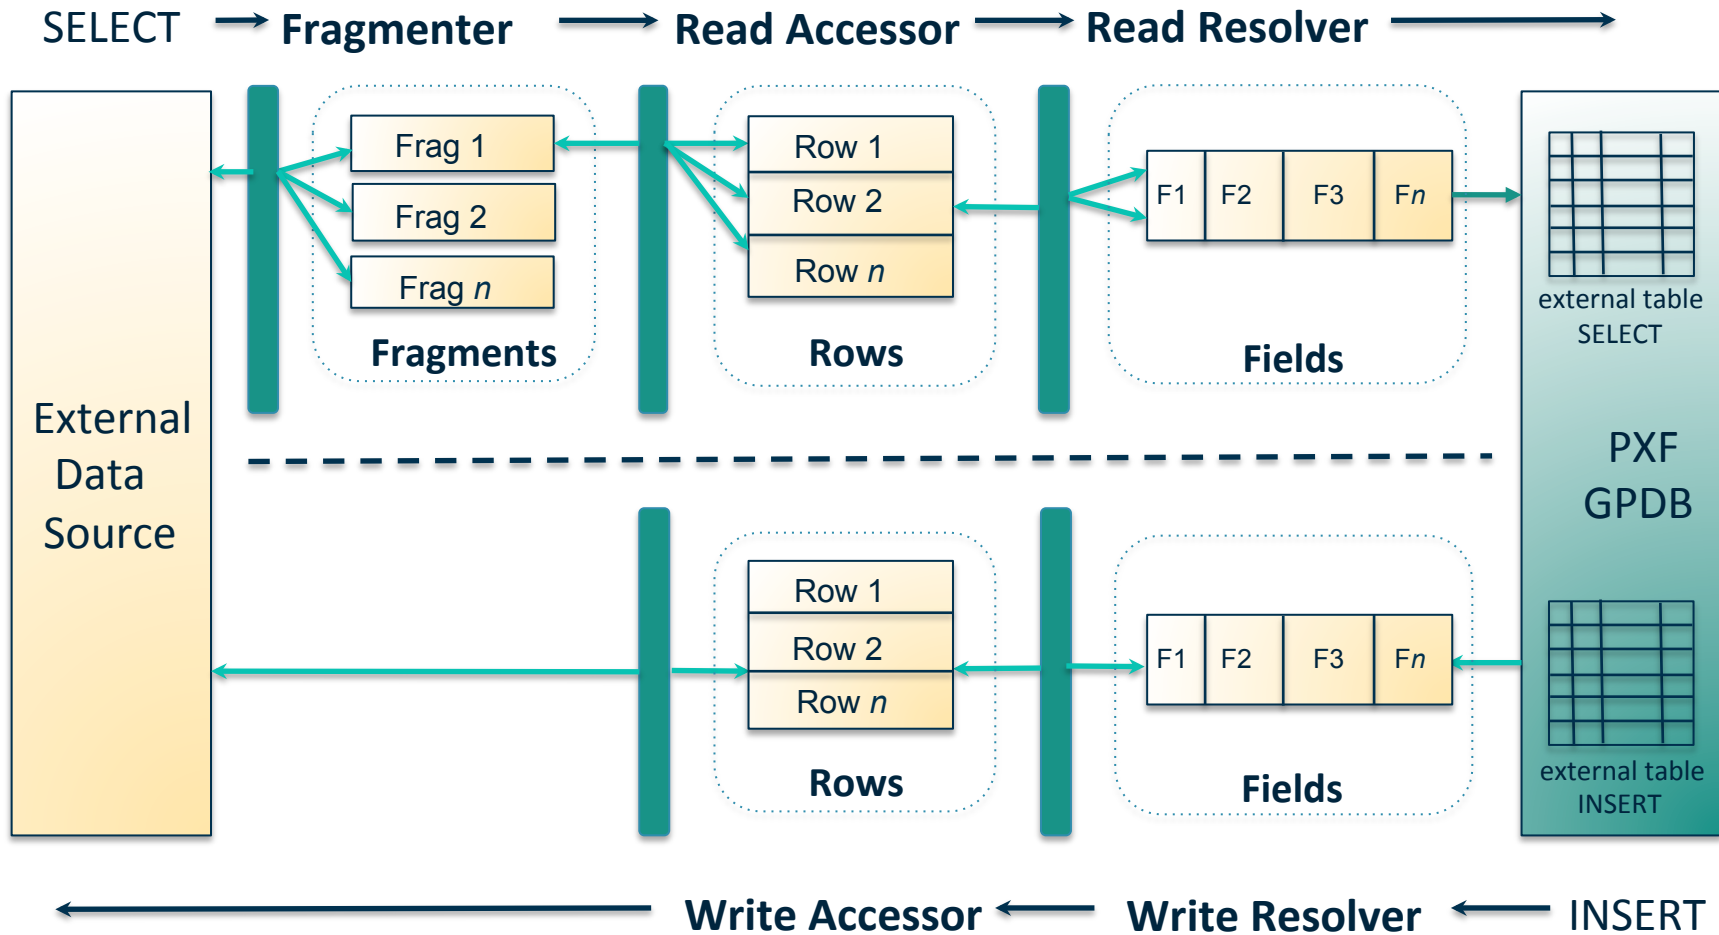 SELECT Fragmenter Read Accessor Read Resolver
Frag 1
Frag 2
Frag n
Fragments
Row 1
Row 2
Row n
Rows
F1 F2 F3 Fn
Fields
external table
SELECT
External
Data
Source
PXF
GPDB
Row 1
Row 2
Row n
Rows
F1 F2 F3 Fn
Fields
external table
INSERT
Write Accessor Write Resolver INSERT